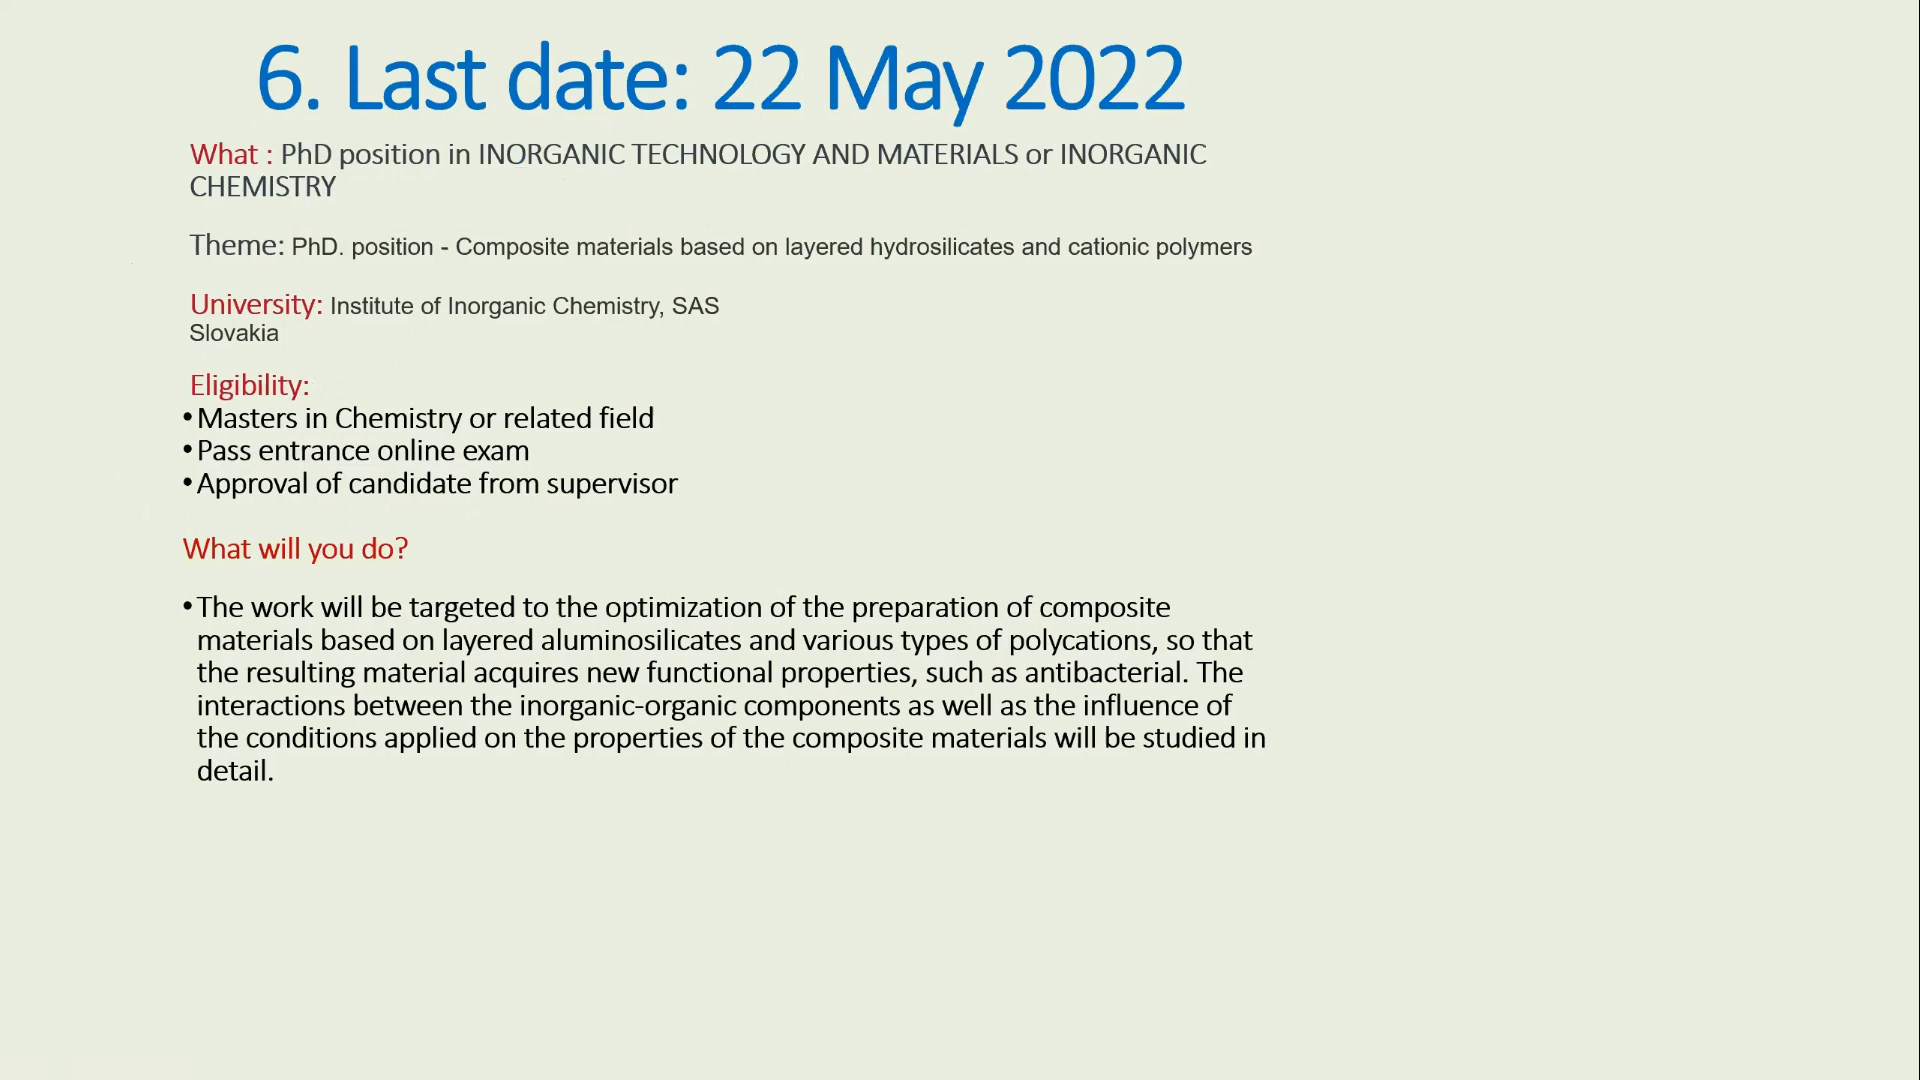 6. Last date: 22 May 2022
What : PhD position in INORGANIC TECHNOLOGY AND MATERIALS or INORGANIC
CHEMISTRY
Theme: PhD. position - Composite materials based on layered hydrosilicates and cationic polymers
University: Institute of Inorganic Chemistry, SAS
Slovakia
Eligibility:
•Masters in Chemistry or related field
•Pass entrance online exam
•Approval of candidate from supervisor
What will you do?
•The work will be targeted to the optimization of the preparation of composite
materials based on layered aluminosilicates and various types of polycations, so that
the resulting material acquires new functional properties, such as antibacterial. The
interactions between the inorganic-organic components as well as the influence of
the conditions applied on the properties of the composite materials will be studied in
detail.